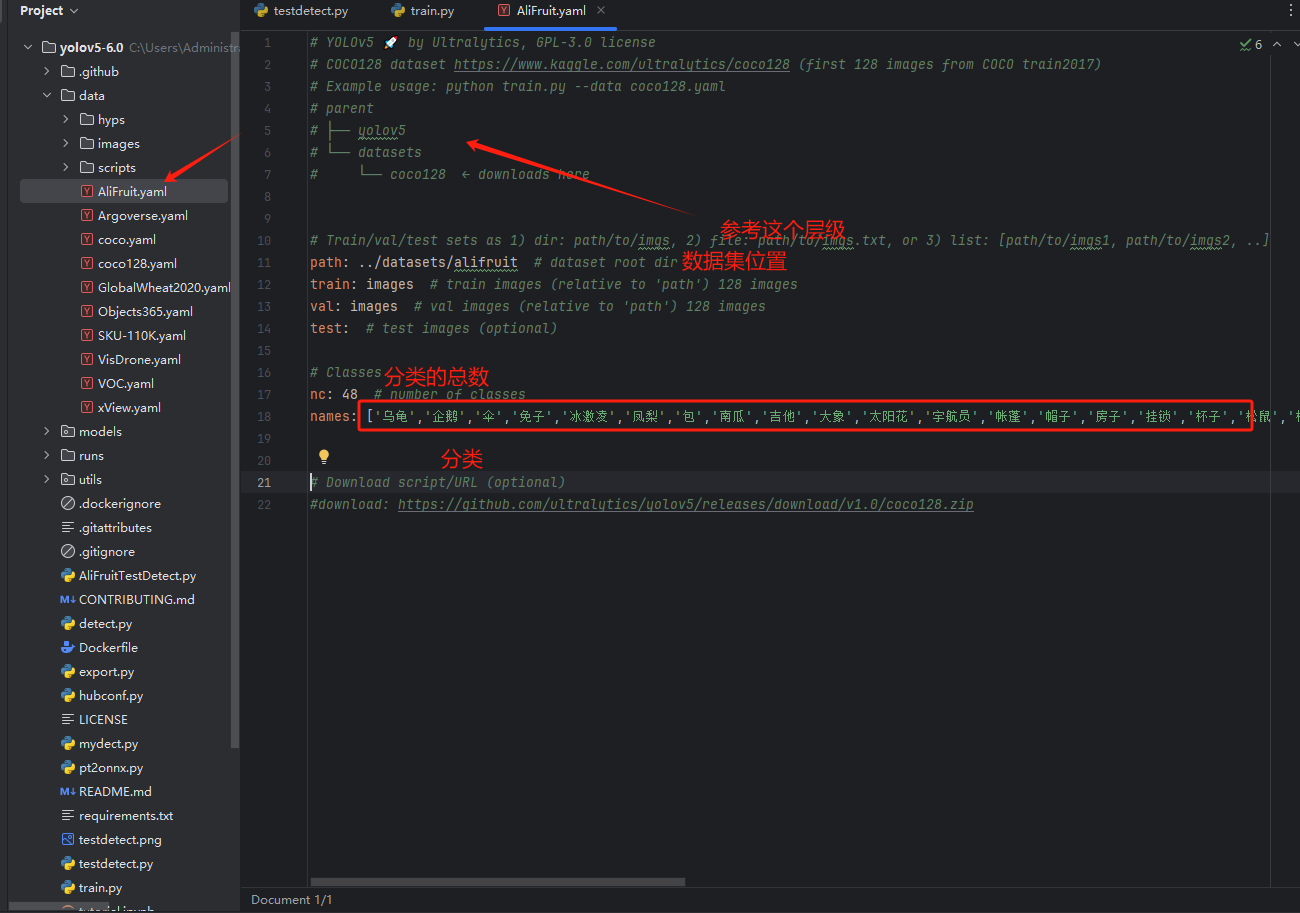 Project
testdetect.py
train.py
AliFruit.yaml
yolov5-6.0 C:\Users\Administr
.github
data
hyps
images
scripts
AliFruit.yaml
Argoverse.yaml
coco.yaml
coco128.yaml
GlobalWheat2020.yaml
Objects365.yaml
SKU-110K.yaml
VisDrone.yaml
VOC.yaml
xView.yaml
models
runs
utils
.dockerignore
.gitattributes
.gitignore
AliFruitTestDetect.py
CONTRIBUTING.md
detect.py
Dockerfile
export.py
hubconf.py
LICENSE
mydect.py
pt2onnx.py
README.md
requirements.txt
testdetect.png
testdetect.py
train.py
6
1 # YOLOv5 🚀 by Ultralytics, GPL-3.0 license
2 # COCO128 dataset https://www.kaggle.com/ultralytics/coco128 (first 128 images from COCO train2017)
3 # Example usage: python train.py --data coco128.yaml
4 # parent
5 # ├── yolov5
6 # └── datasets
7 #     └── coco128  ← downloads here
8
9
参考这个层级
10 # Train/val/test sets as 1) dir: path/to/imgs, 2) file: path/to/imgs.txt, or 3) list: [path/to/imgs1, path/to/imgs2, ..]
11 path: ../datasets/alifruit  # dataset root dir 数据集位置
12 train: images  # train images (relative to 'path') 128 images
13 val: images  # val images (relative to 'path') 128 images
14 test:  # test images (optional)
15
16 # Classes 分类的总数
17 nc: 48  # number of classes
18 names: ['乌龟','企鹅','伞','兔子','冰激凌','凤梨','包','南瓜','吉他','大象','太阳花','宇航员','帐蓬','帽子','房子','挂锁','杯子','松鼠','
19
20 分类
21 # Download script/URL (optional)
22 #download: https://github.com/ultralytics/yolov5/releases/download/v1.0/coco128.zip
Document 1/1